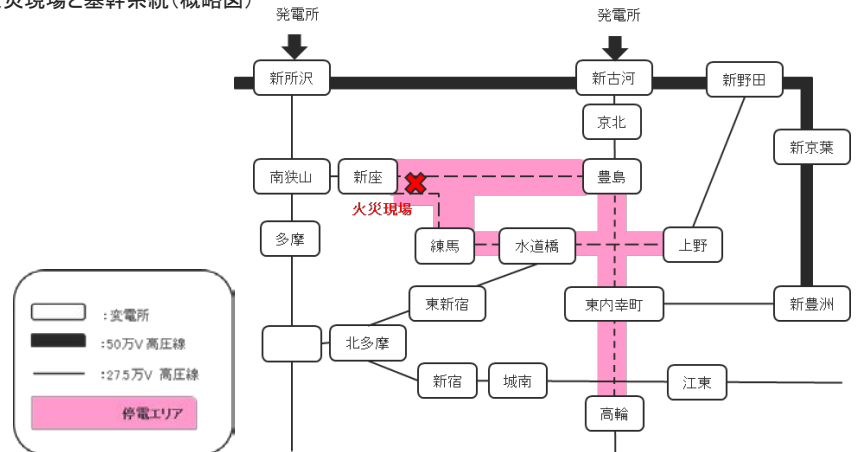 災現場と基幹系統(概略図)
発電所
発電所
新所沢
新古河
新野田
京北
新京葉
南狭山
新座
豊島
火災現場
多摩
練馬
水道橋
上野
東新宿
東内幸町
新豊洲
北多摩
新宿
城南
江東
高輪
:変電所
:50万V 高圧線
:27.5万V 高圧線
停電エリア